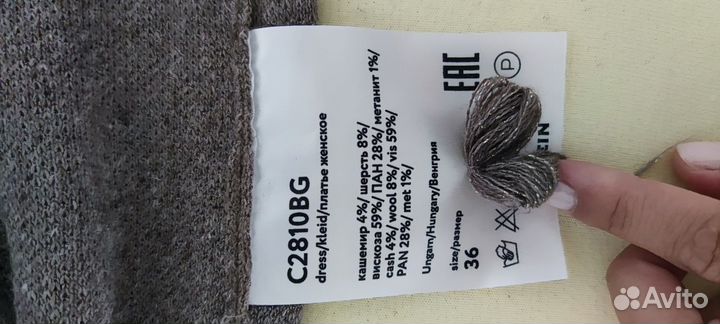 C2810BG
dress/kleid/платье женское
кашемир 4%/ шерсть 8%/
вискоза 59%/ ПАН 28%/ метанит 1%/
cash 4%/ wool 8%/ vis 59%/
PAN 28%/ met 1%/
Ungarn/Hungary/Венгрия
size/размер
36
EAC
P
Avito